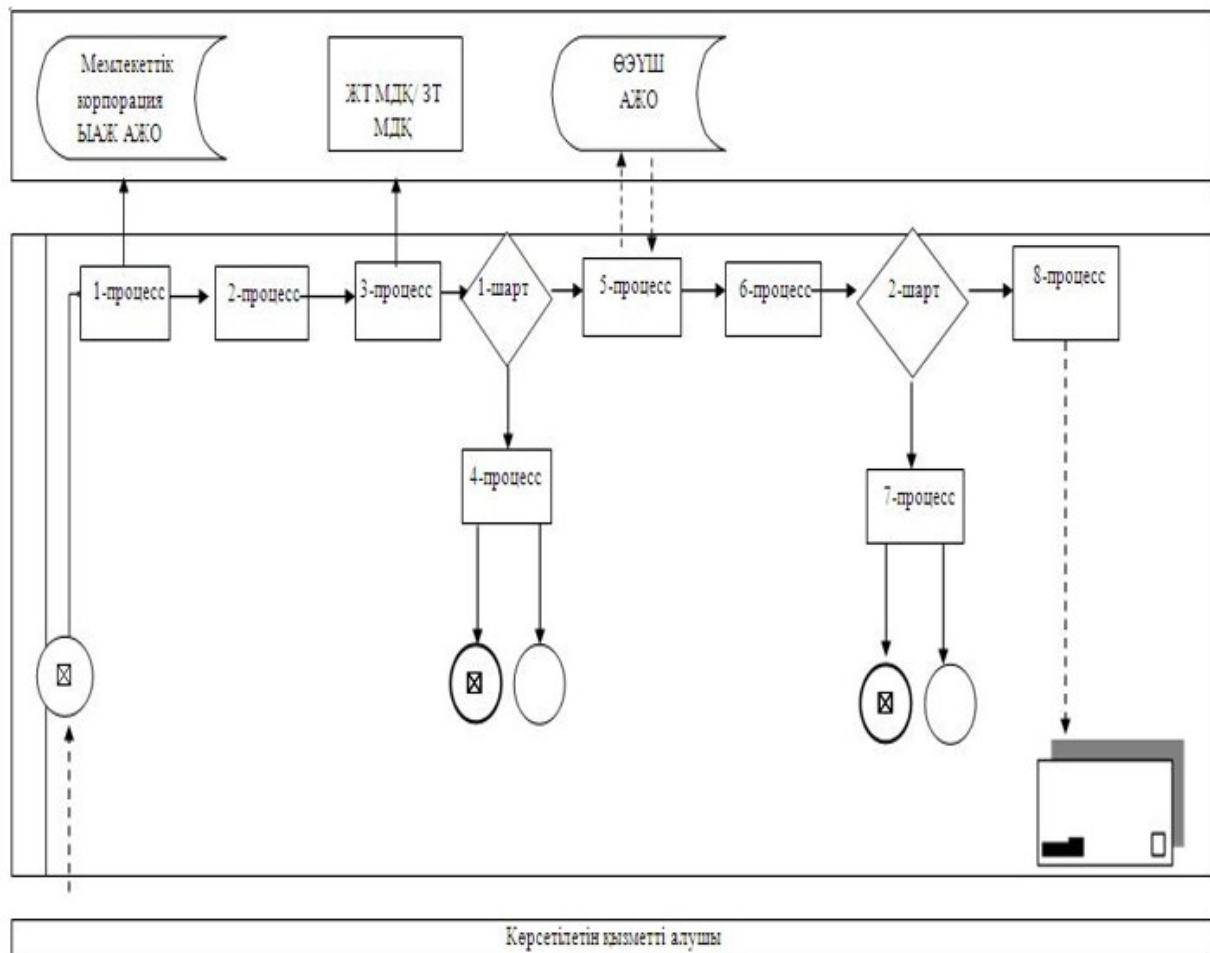 Мемлекеттік
корпорация
ЫАЖ АЖО
ЖТ МДҚ/ ЗТ
МДҚ
ӨЭҮШ
АЖО
1-процесс
2-процесс
3-процесс
1-шарт
5-процесс
6-процесс
2-шарт
8-процесс
4-процесс
7-процесс
Көрсетілетін қызметті алушы